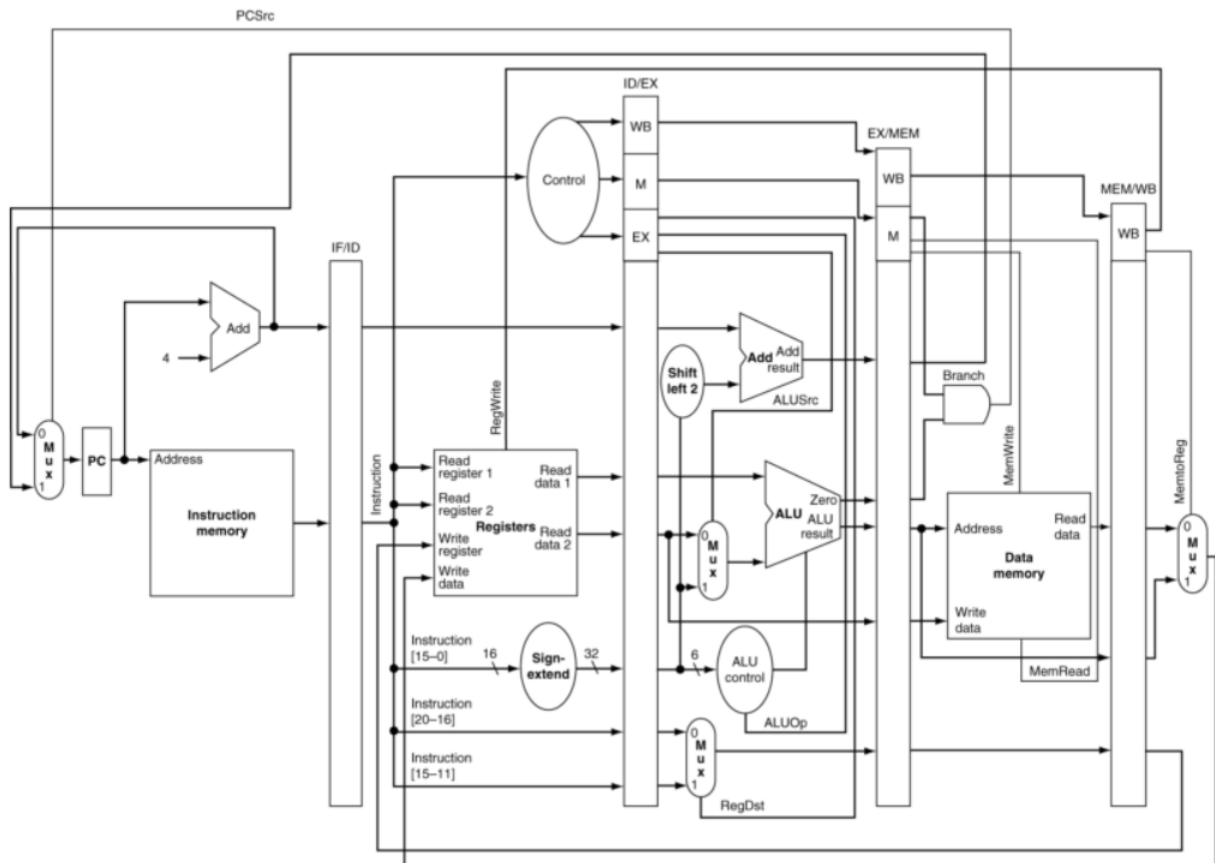 PCSrc
ID/EX
WB
EX/MEM
Control
M
WB
MEM/WB
EX
M
WB
IF/ID
Add
4
Shift
left 2
Add
Add
result
ALUSrc
Branch
RegWrite
MemWrite
MemtoReg
0
M
u
x
1
PC
Address
Instruction
memory
Instruction
Read
register 1
Read
register 2
Write
register
Write
data
Registers
Read
data 1
Read
data 2
0
M
u
x
1
ALU
Zero
ALU
result
Address
Read
data
Data
memory
Write
data
0
M
u
x
1
MemRead
Instruction
[15–0]
16
Sign-
extend
32
6
ALU
control
ALUOp
Instruction
[20–16]
Instruction
[15–11]
0
M
u
x
1
RegDst